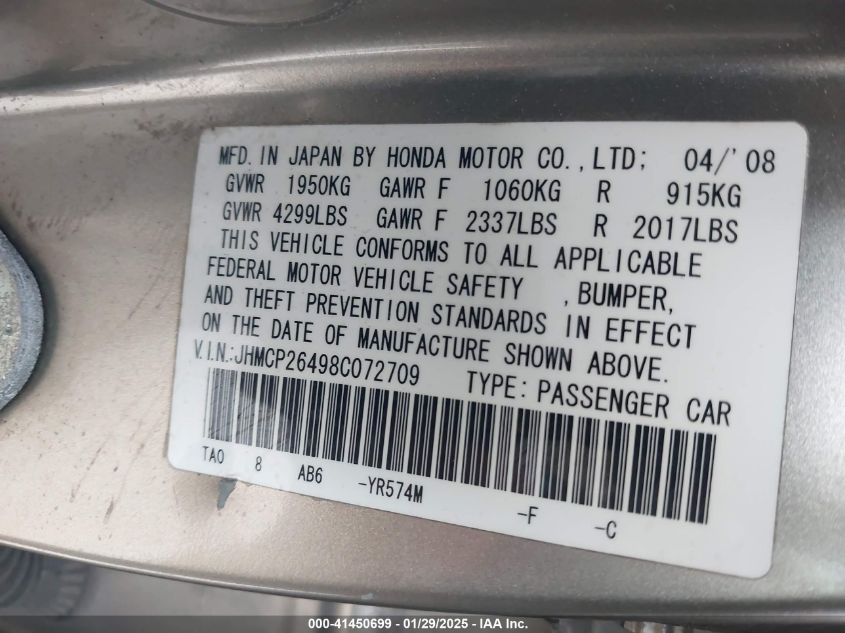 MFD. IN JAPAN BY HONDA MOTOR CO., LTD; 04/'08
GVWR 1950KG GAWR F 1060KG R 915KG
GVWR 4299LBS GAWR F 2337LBS R 2017LBS
THIS VEHICLE CONFORMS TO ALL APPLICABLE
FEDERAL MOTOR VEHICLE SAFETY , BUMPER,
AND THEFT PREVENTION STANDARDS IN EFFECT
ON THE DATE OF MANUFACTURE SHOWN ABOVE.
V.I.N.:JHMCP26498C072709 TYPE: PASSENGER CAR
TA0 8 AB6 -YR574M -F -C
000-41450699 - 01/29/2025 - IAA Inc.